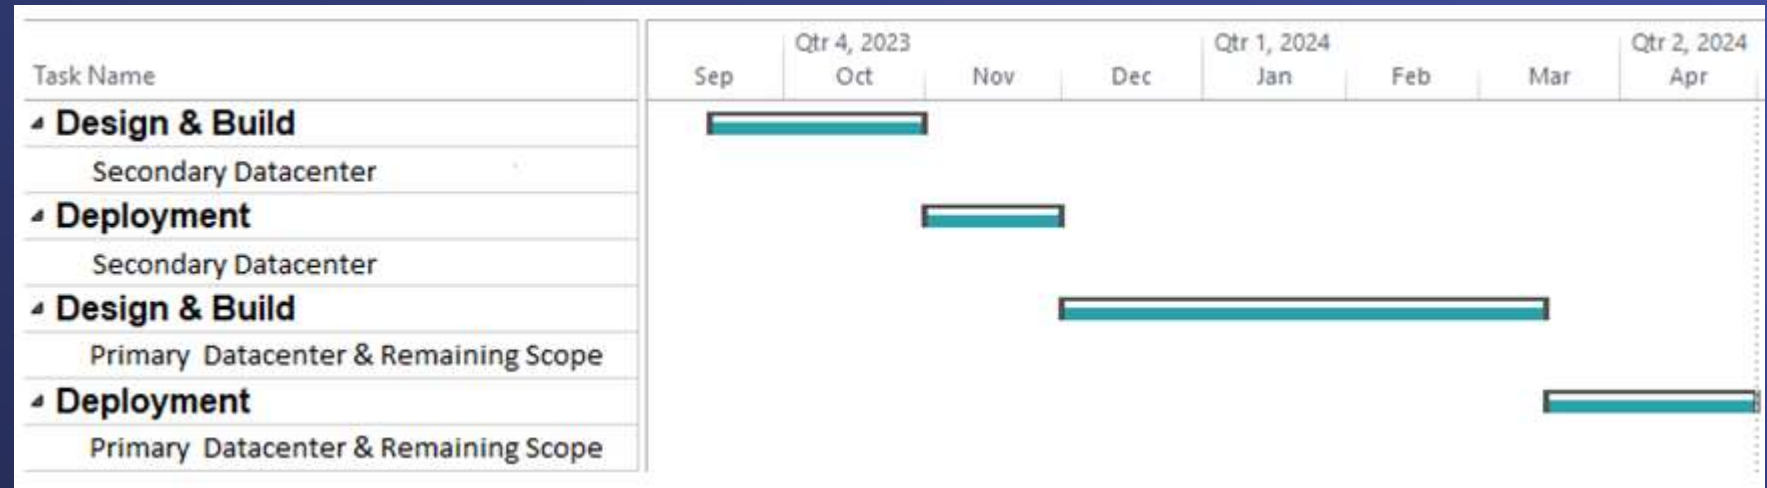 Qtr 4, 2023 Qtr 1, 2024 Qtr 2, 2024
Task Name Sep Oct Nov Dec Jan Feb Mar Apr
Design & Build
Secondary Datacenter
Deployment
Secondary Datacenter
Design & Build
Primary Datacenter & Remaining Scope
Deployment
Primary Datacenter & Remaining Scope